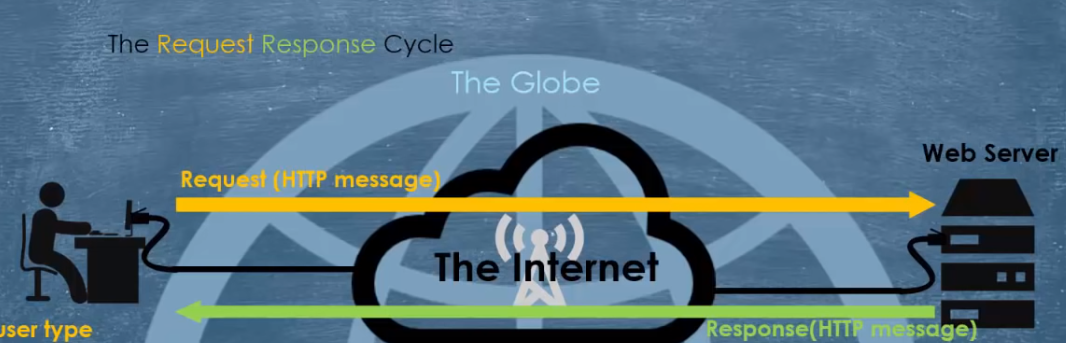 The Request Response Cycle
The Globe
Web Server
Request (HTTP message)
The Internet
user type
Response(HTTP message)